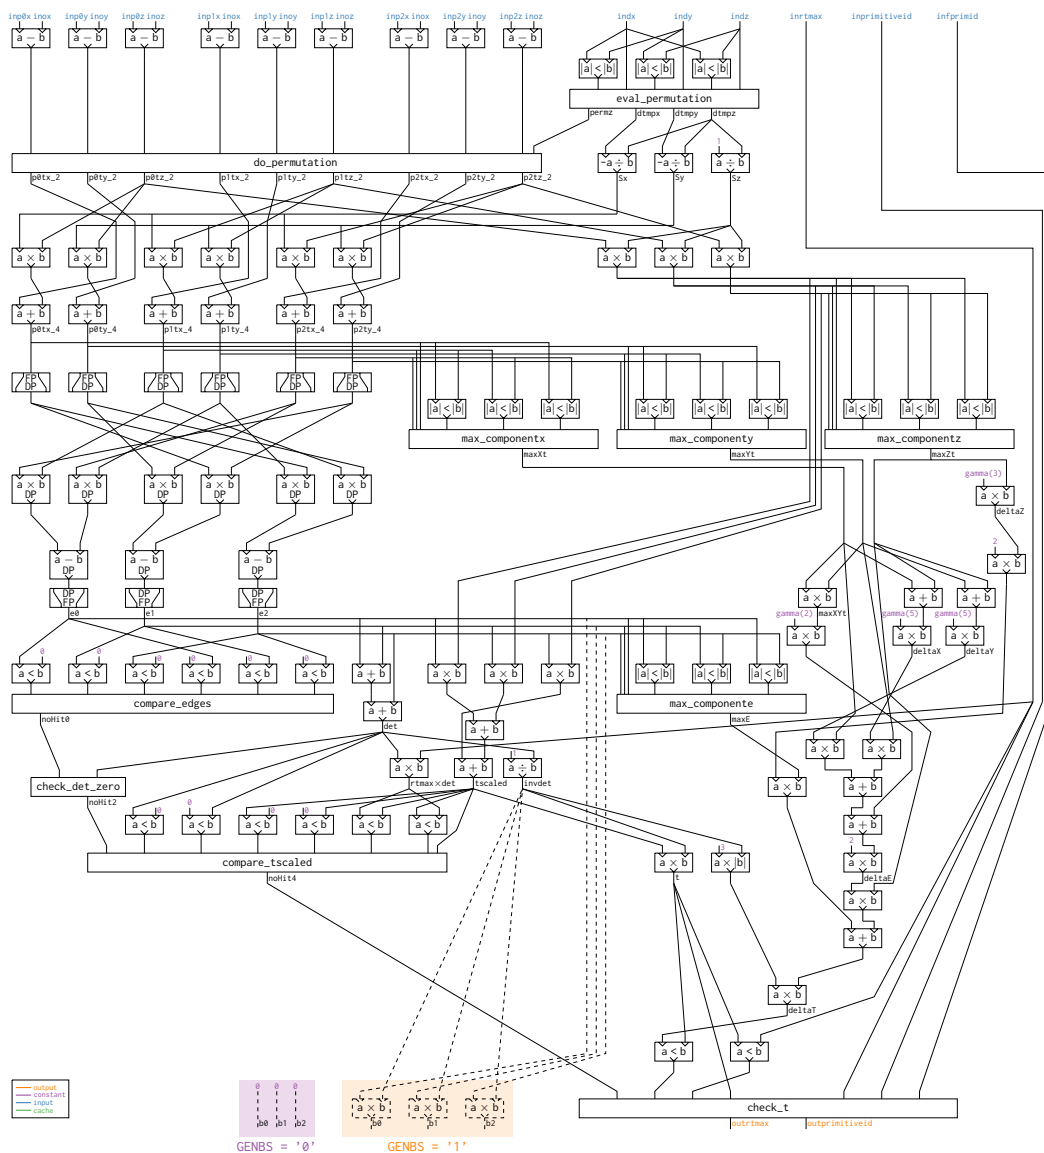 inp0x inox inp0y inoy inp0z inoz inp1x inox inp1y inoy inp1z inoz inp2x inox inp2y inoy inp2z inoz indx indy indz inrtmax inprimitiveid infprimid
a − b a − b a − b a − b a − b a − b a − b a − b a − b
|a| < |b| |a| < |b| |a| < |b|
eval_permutation
permz dtmpx dtmpy dtmpz
1
do_permutation −a ÷ b −a ÷ b a ÷ b
p0tx_2 p0ty_2 p0tz_2 p1tx_2 p1ty_2 p1tz_2 p2tx_2 p2ty_2 p2tz_2 Sx Sy Sz
a × b a × b a × b a × b a × b a × b a × b a × b a × b
a + b a + b a + b a + b a + b a + b
p0tx_4 p0ty_4 p1tx_4 p1ty_4 p2tx_4 p2ty_4
FP FP FP FP FP FP
DP DP DP DP DP DP
|a| < |b| |a| < |b| |a| < |b| |a| < |b| |a| < |b| |a| < |b| |a| < |b| |a| < |b| |a| < |b|
max_componentx max_componenty max_componentz
maxXt maxYt maxZt
gamma(3)
a × b a × b a × b a × b a × b a × b a × b
DP DP DP DP DP DP
deltaZ
2
a − b a − b a − b a × b
DP DP DP
DP DP DP a × b a + b a + b
FP FP FP
e0 e1 e2 gamma(2) maxXYt gamma(5) gamma(5)
a × b a × b a × b
0 0 0 0 0 0 deltaX deltaY
a < b a < b a < b a < b a < b a < b a + b a × b a × b a × b |a| < |b| |a| < |b| |a| < |b|
compare_edges max_componente
a + b
noHit0 det maxE
a + b
1 a × b a × b
a × b a + b a ÷ b
check_det_zero rtmax×det tscaled invdet a × b a + b
noHit2 0 0 0 0
a < b a < b a < b a < b a < b a < b a + b
2
3
compare_tscaled a × b a × |b| a × b
noHit4 t deltaE
a × b
a + b
a × b
deltaT
a < b a < b
output
constant
input
cache
0 0 0
a × b a × b a × b check_t
b0 b1 b2 b0 b1 b2 outrtmax outprimitiveid
GENBS = '0' GENBS = '1'